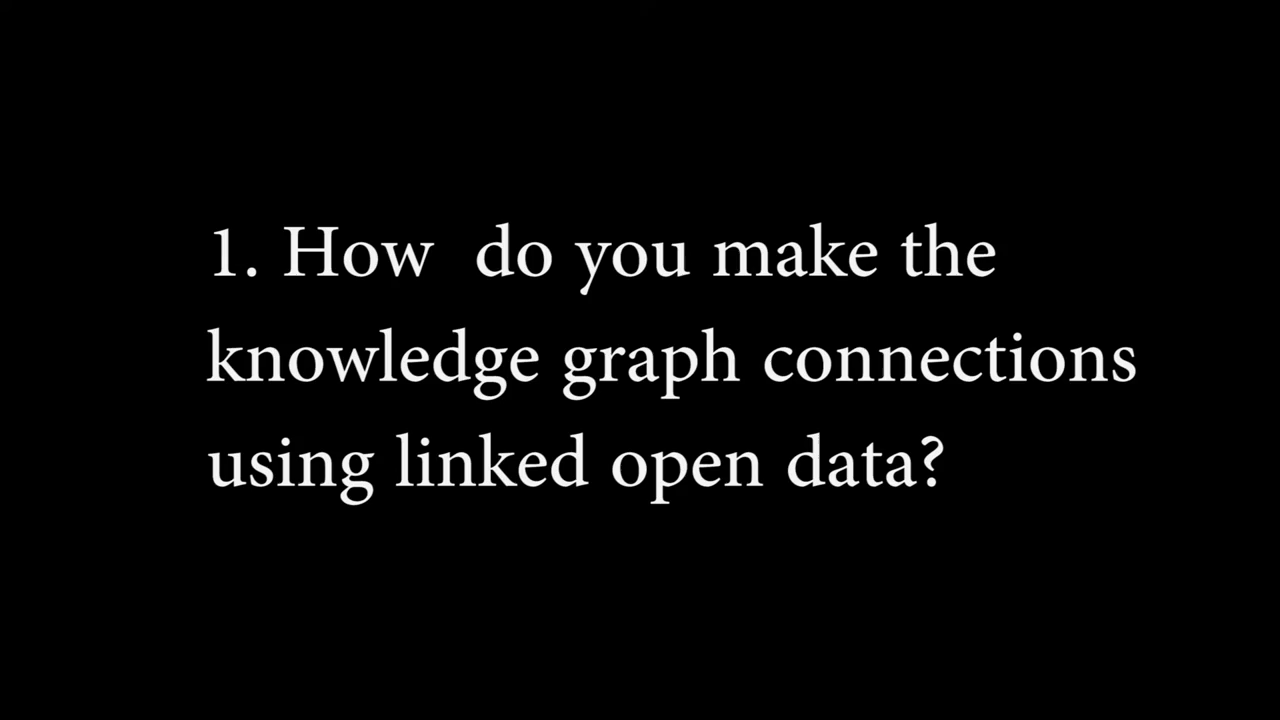 1. How  do you make the
knowledge graph connections
using linked open data?